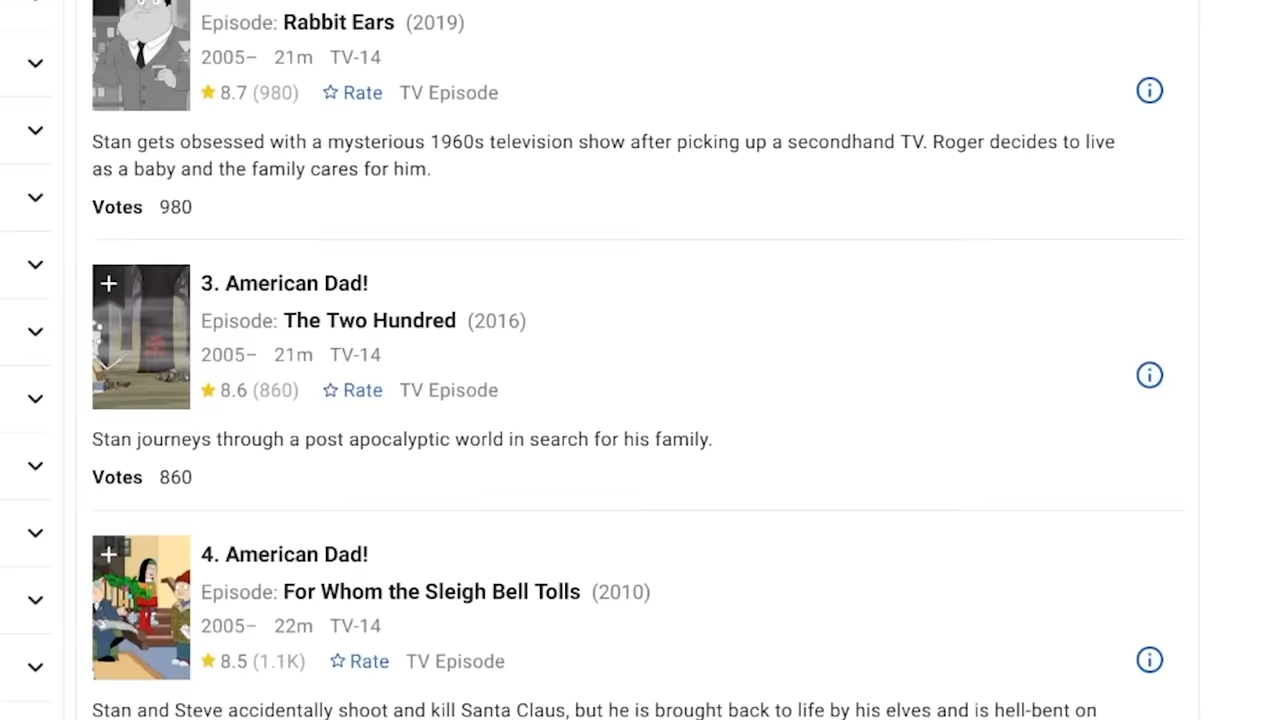 Episode: Rabbit Ears (2019)
2005– 21m TV-14
8.7 (980) Rate TV Episode
Stan gets obsessed with a mysterious 1960s television show after picking up a secondhand TV. Roger decides to live
as a baby and the family cares for him.
Votes 980
3. American Dad!
Episode: The Two Hundred (2016)
2005– 21m TV-14
8.6 (860) Rate TV Episode
Stan journeys through a post apocalyptic world in search for his family.
Votes 860
4. American Dad!
Episode: For Whom the Sleigh Bell Tolls (2010)
2005– 22m TV-14
8.5 (1.1K) Rate TV Episode
Stan and Steve accidentally shoot and kill Santa Claus, but he is brought back to life by his elves and is hell-bent on